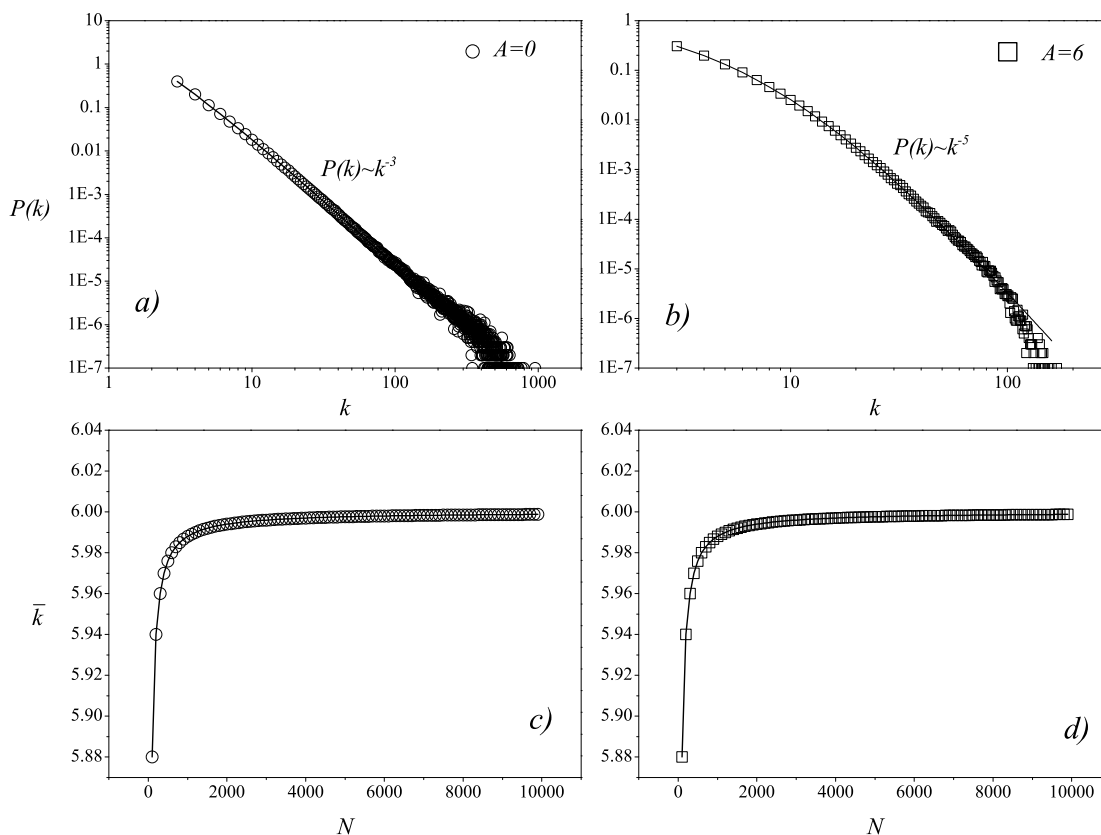 10
1
0.1
0.01
1E-3
1E-4
1E-5
1E-6
1E-7
1
10
100
1000
P(k)
k
A=0
P(k)~k^-3
a)
1
0.1
0.01
1E-3
1E-4
1E-5
1E-6
1E-7
10
100
k
A=6
P(k)~k^-5
b)
6.04
6.02
6.00
5.98
5.96
5.94
5.92
5.90
5.88
0
2000
4000
6000
8000
10000
k̄
N
c)
6.04
6.02
6.00
5.98
5.96
5.94
5.92
5.90
5.88
0
2000
4000
6000
8000
10000
N
d)